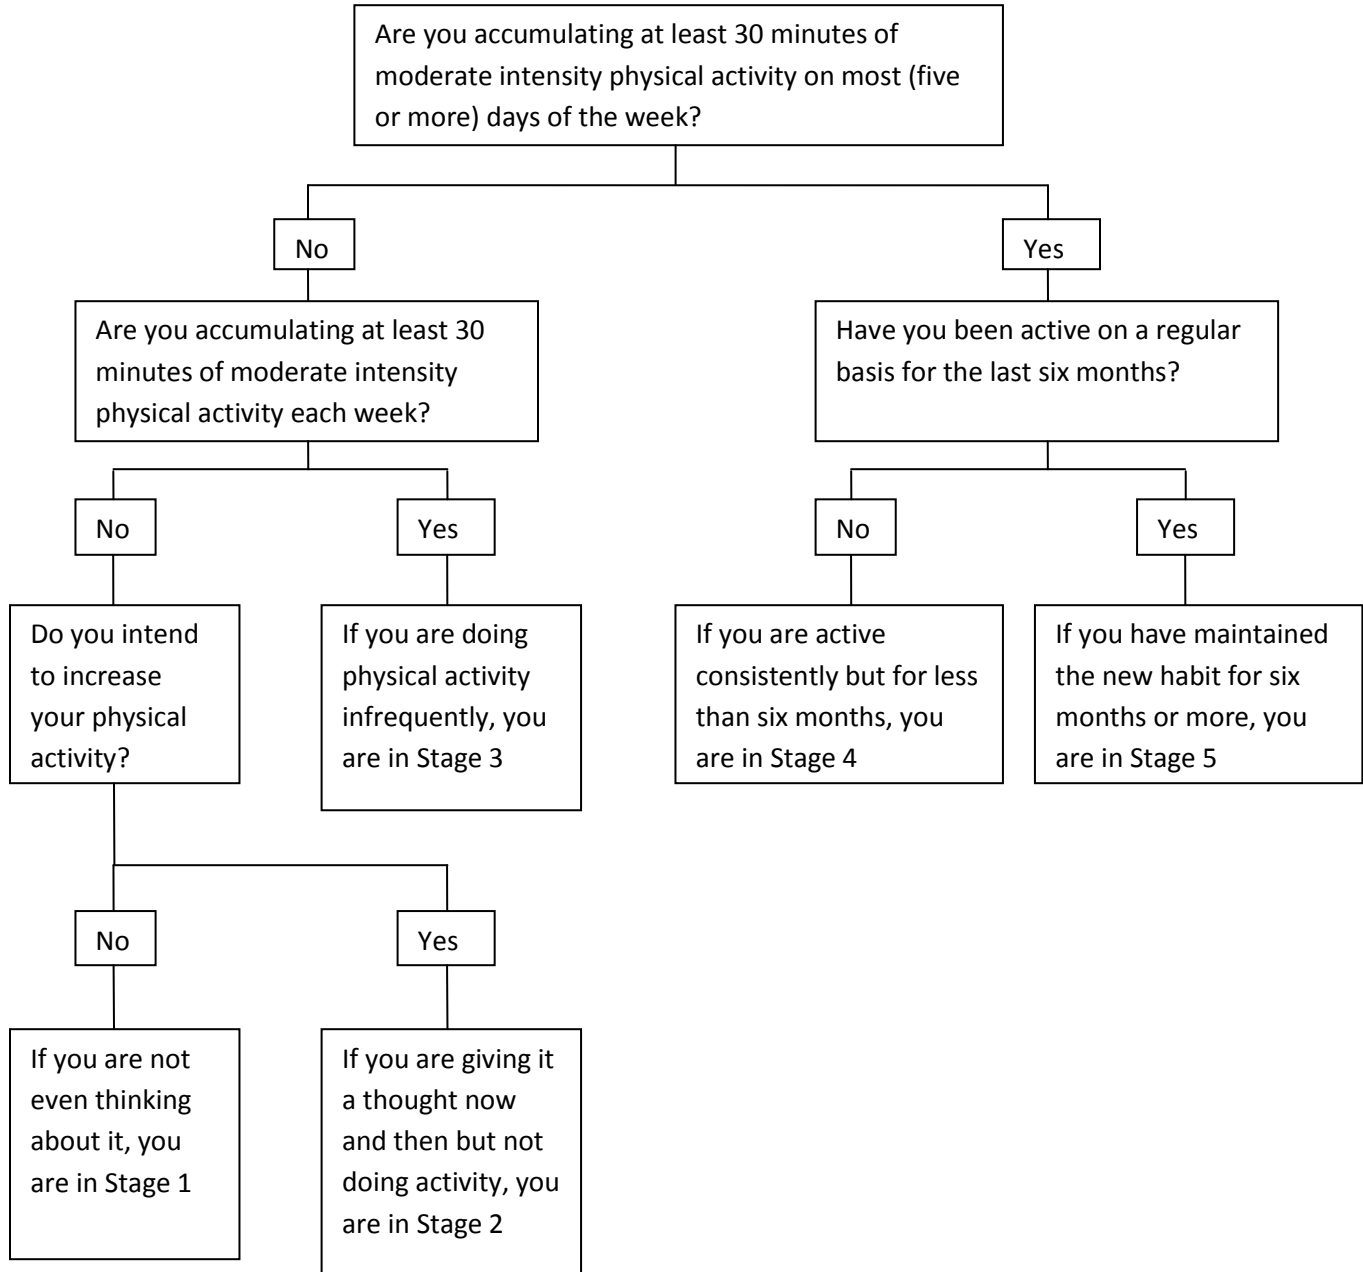 Are you accumulating at least 30 minutes of
moderate intensity physical activity on most (five
or more) days of the week?
No
Yes
Are you accumulating at least 30
minutes of moderate intensity
physical activity each week?
Have you been active on a regular
basis for the last six months?
No
Yes
No
Yes
Do you intend
to increase
your physical
activity?
If you are doing
physical activity
infrequently, you
are in Stage 3
If you are active
consistently but for less
than six months, you
are in Stage 4
If you have maintained
the new habit for six
months or more, you
are in Stage 5
No
Yes
If you are not
even thinking
about it, you
are in Stage 1
If you are giving it
a thought now
and then but not
doing activity, you
are in Stage 2